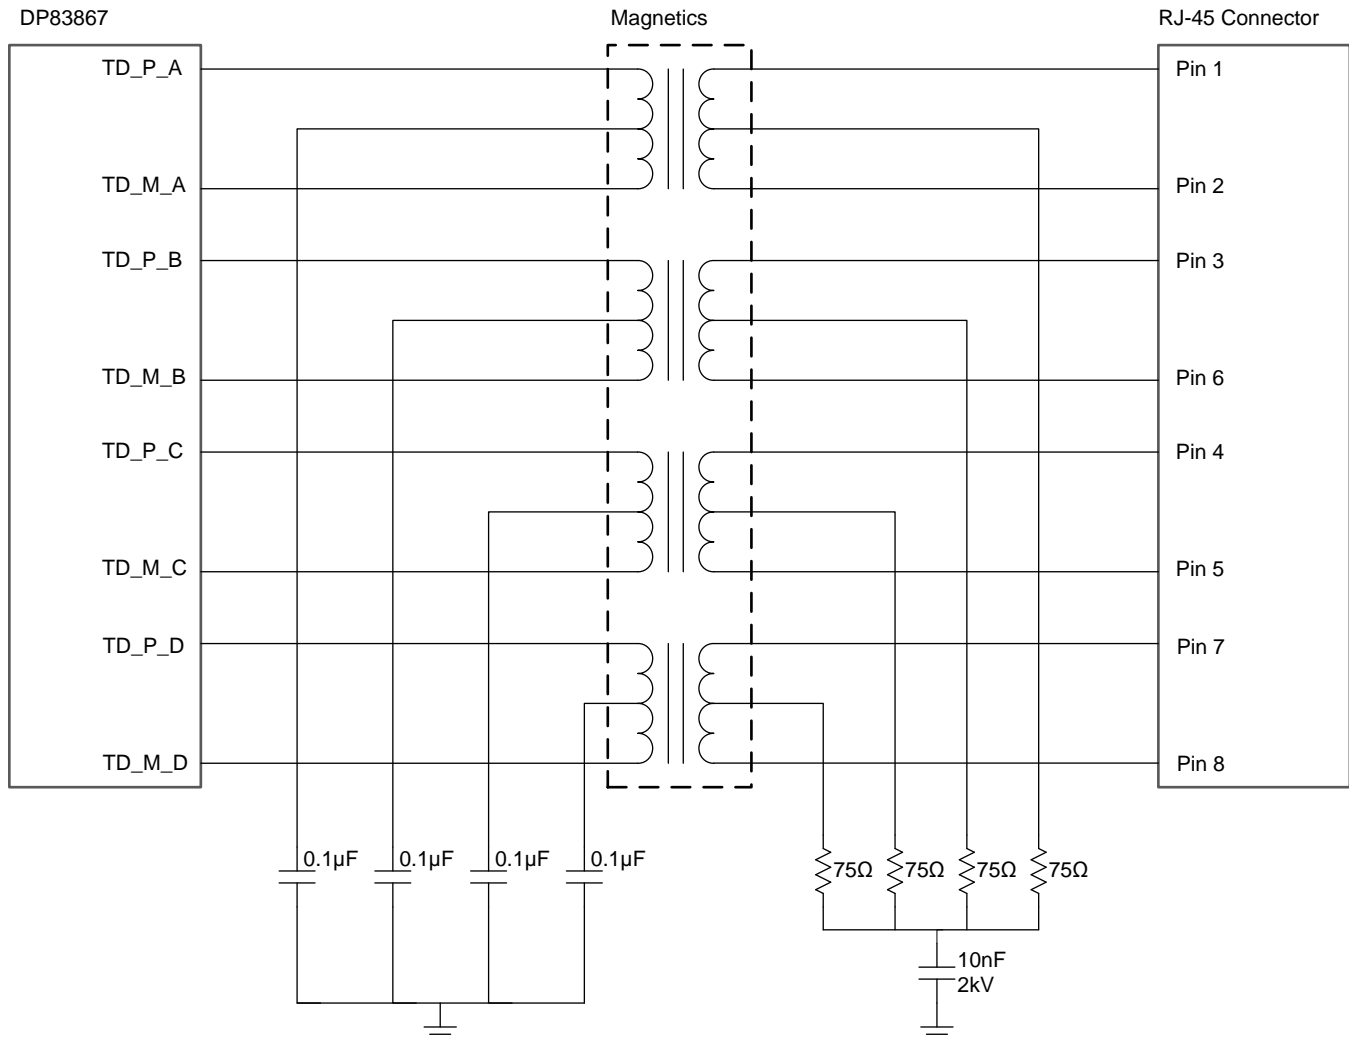 DP83867
Magnetics
RJ-45 Connector
TD_P_A
Pin 1
TD_M_A
Pin 2
TD_P_B
Pin 3
TD_M_B
Pin 6
TD_P_C
Pin 4
TD_M_C
Pin 5
TD_P_D
Pin 7
TD_M_D
Pin 8
0.1µF
0.1µF
0.1µF
0.1µF
75Ω
75Ω
75Ω
75Ω
10nF
2kV